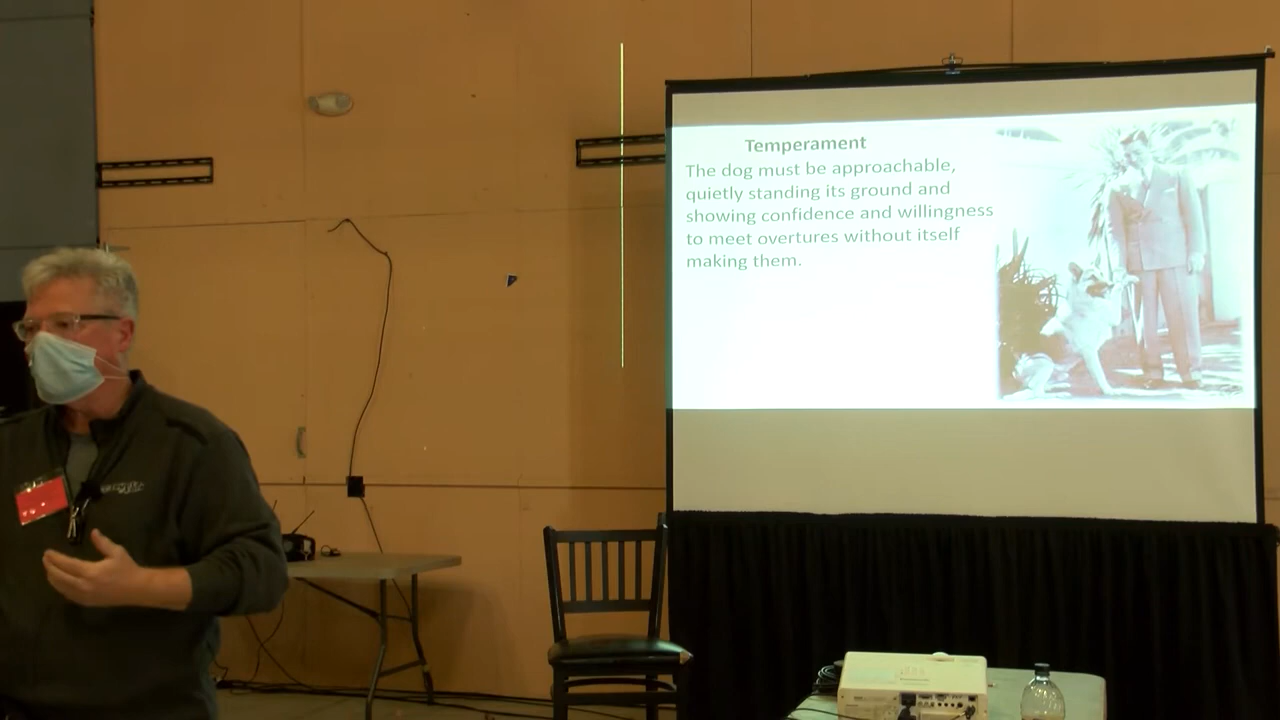 Temperament
The dog must be approachable,
quietly standing its ground and
showing confidence and willingness
to meet overtures without itself
making them.